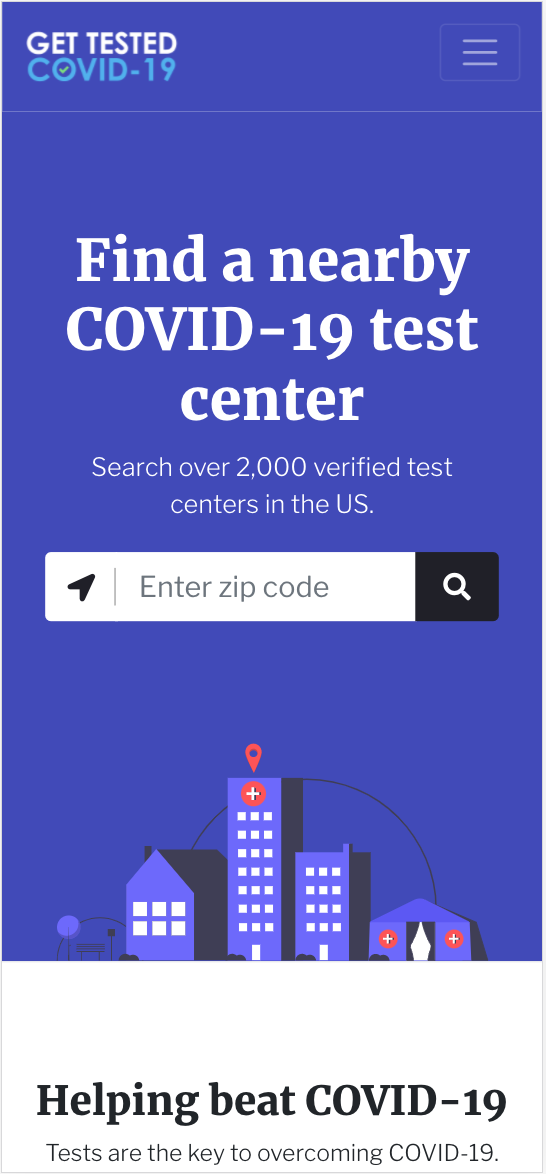 GET TESTED
COVID-19
Find a nearby
COVID-19 test
center
Search over 2,000 verified test
centers in the US.
Enter zip code
Helping beat COVID-19
Tests are the key to overcoming COVID-19.